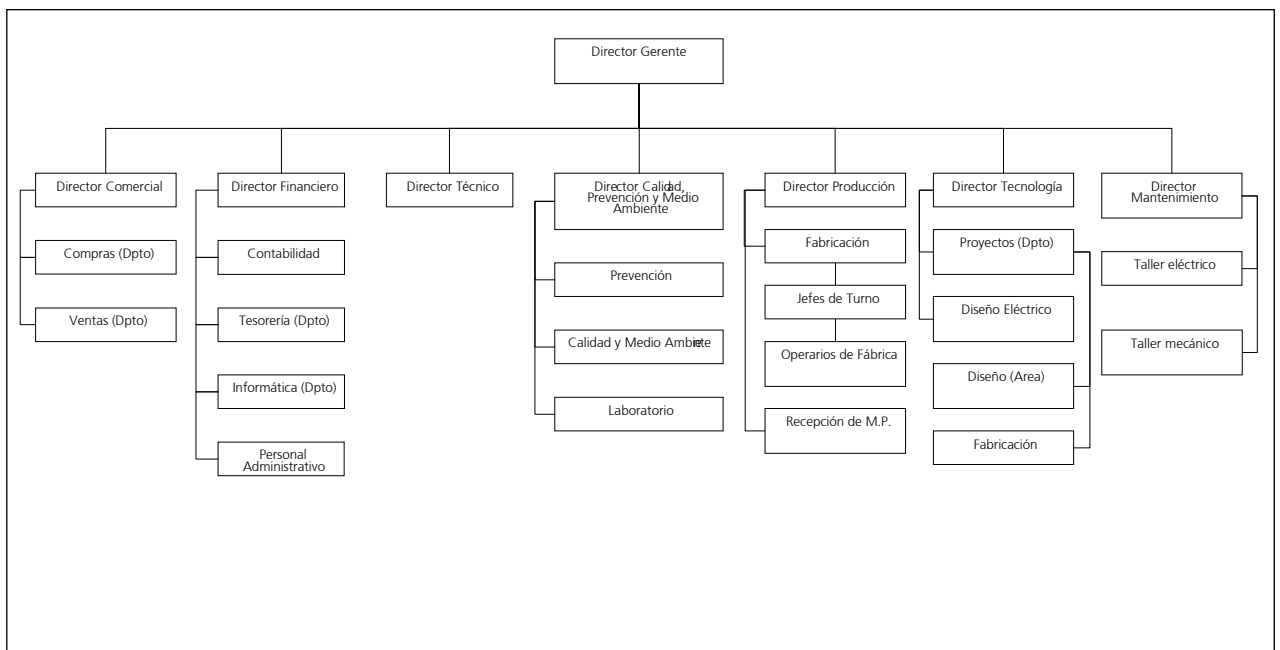 Director Gerente
Director Comercial
Compras (Dpto)
Ventas (Dpto)
Director Financiero
Contabilidad
Tesorería (Dpto)
Informática (Dpto)
Personal
Administrativo
Director Técnico
Director Calidad,
Prevención y Medio
Ambiente
Prevención
Calidad y Medio Ambiente
Laboratorio
Director Producción
Fabricación
Jefes de Turno
Operarios de Fábrica
Recepción de M.P.
Director Tecnología
Proyectos (Dpto)
Diseño Eléctrico
Diseño (Area)
Fabricación
Director
Mantenimiento
Taller eléctrico
Taller mecánico